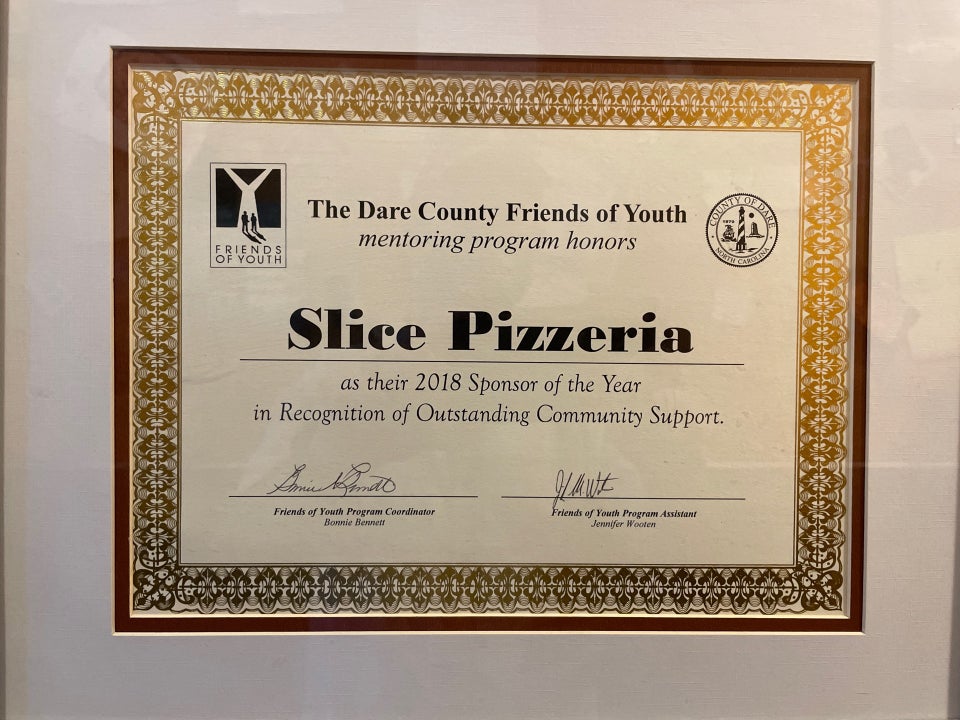 FRIENDS
OF YOUTH
The Dare County Friends of Youth
mentoring program honors
COUNTY OF DARE
1870
NORTH CAROLINA
Slice Pizzeria
as their 2018 Sponsor of the Year
in Recognition of Outstanding Community Support.
Friends of Youth Program Coordinator
Bonnie Bennett
Friends of Youth Program Assistant
Jennifer Wooten